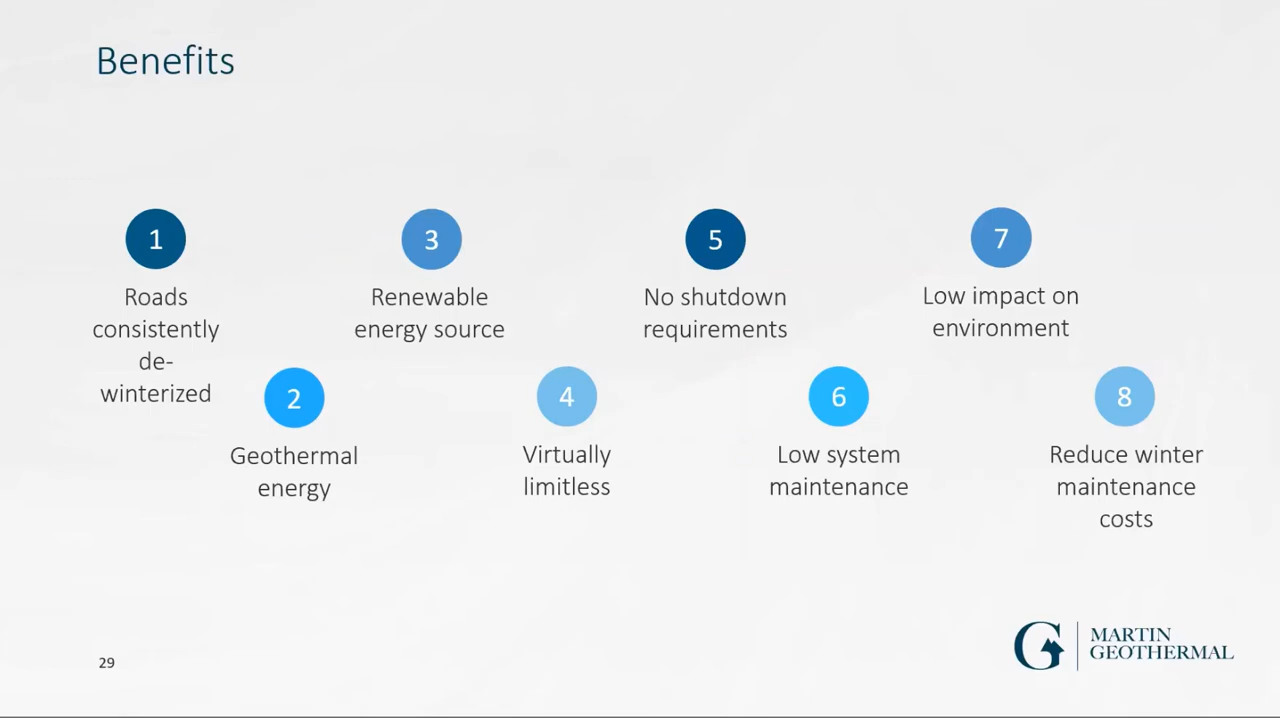 Benefits
1
Roads
consistently
de-
winterized
2
Geothermal
energy
3
Renewable
energy source
4
Virtually
limitless
5
No shutdown
requirements
6
Low system
maintenance
7
Low impact on
environment
8
Reduce winter
maintenance
costs
29
MARTIN
GEOTHERMAL